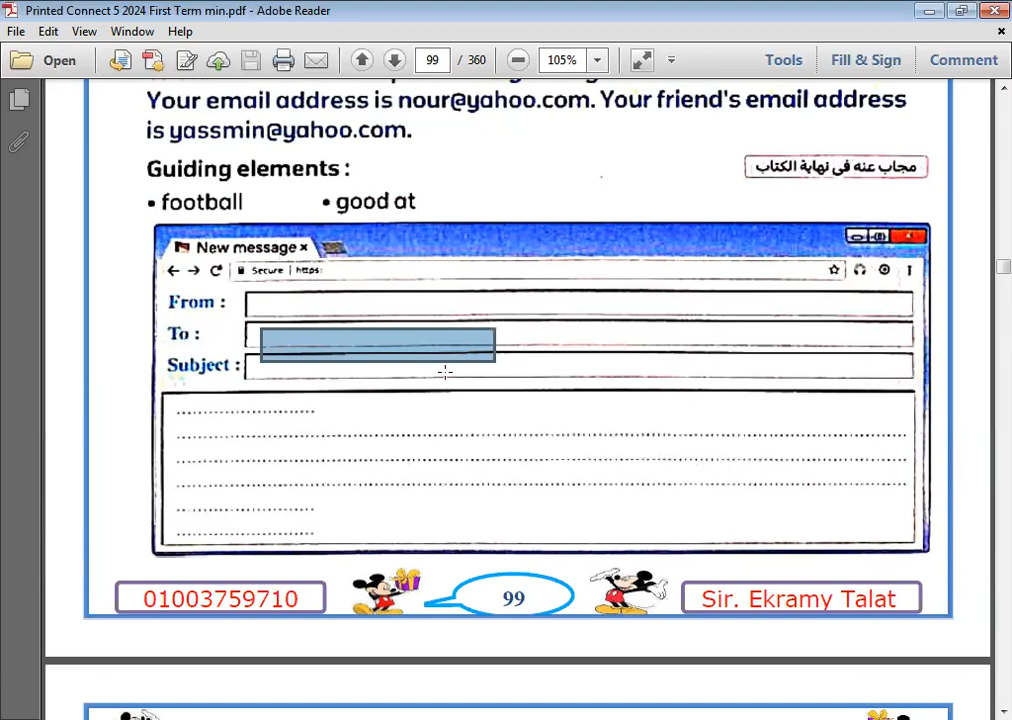 Printed Connect 5 2024 First Term min.pdf - Adobe Reader
File Edit View Window Help
Open 99 / 360 105% Tools Fill & Sign Comment
Your email address is nour@yahoo.com. Your friend's email address
is yassmin@yahoo.com.
Guiding elements :
مجاب عنه فى نهاية الكتاب
• football • good at
New message ×
Secure | https:
From :
To :
Subject :
01003759710 99 Sir. Ekramy Talat